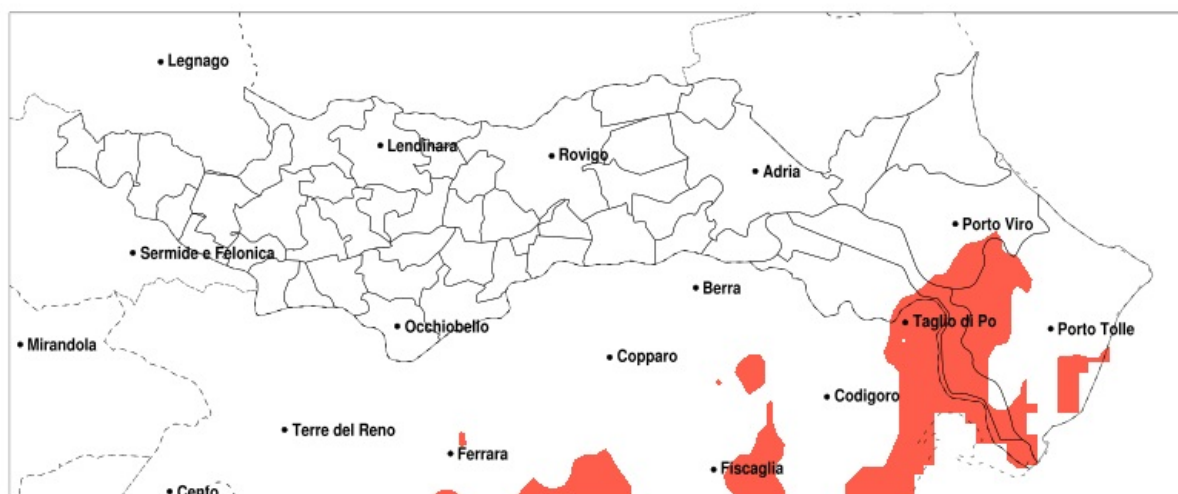 Legnago
Lendinara
Rovigo
Adria
Porto Viro
Sermide e Felonica
Berra
Taglio di Po
Occhiobello
Porto Tolle
Mirandola
Copparo
Codigoro
Terre del Reno
Ferrara
Fiscaglia
Cento